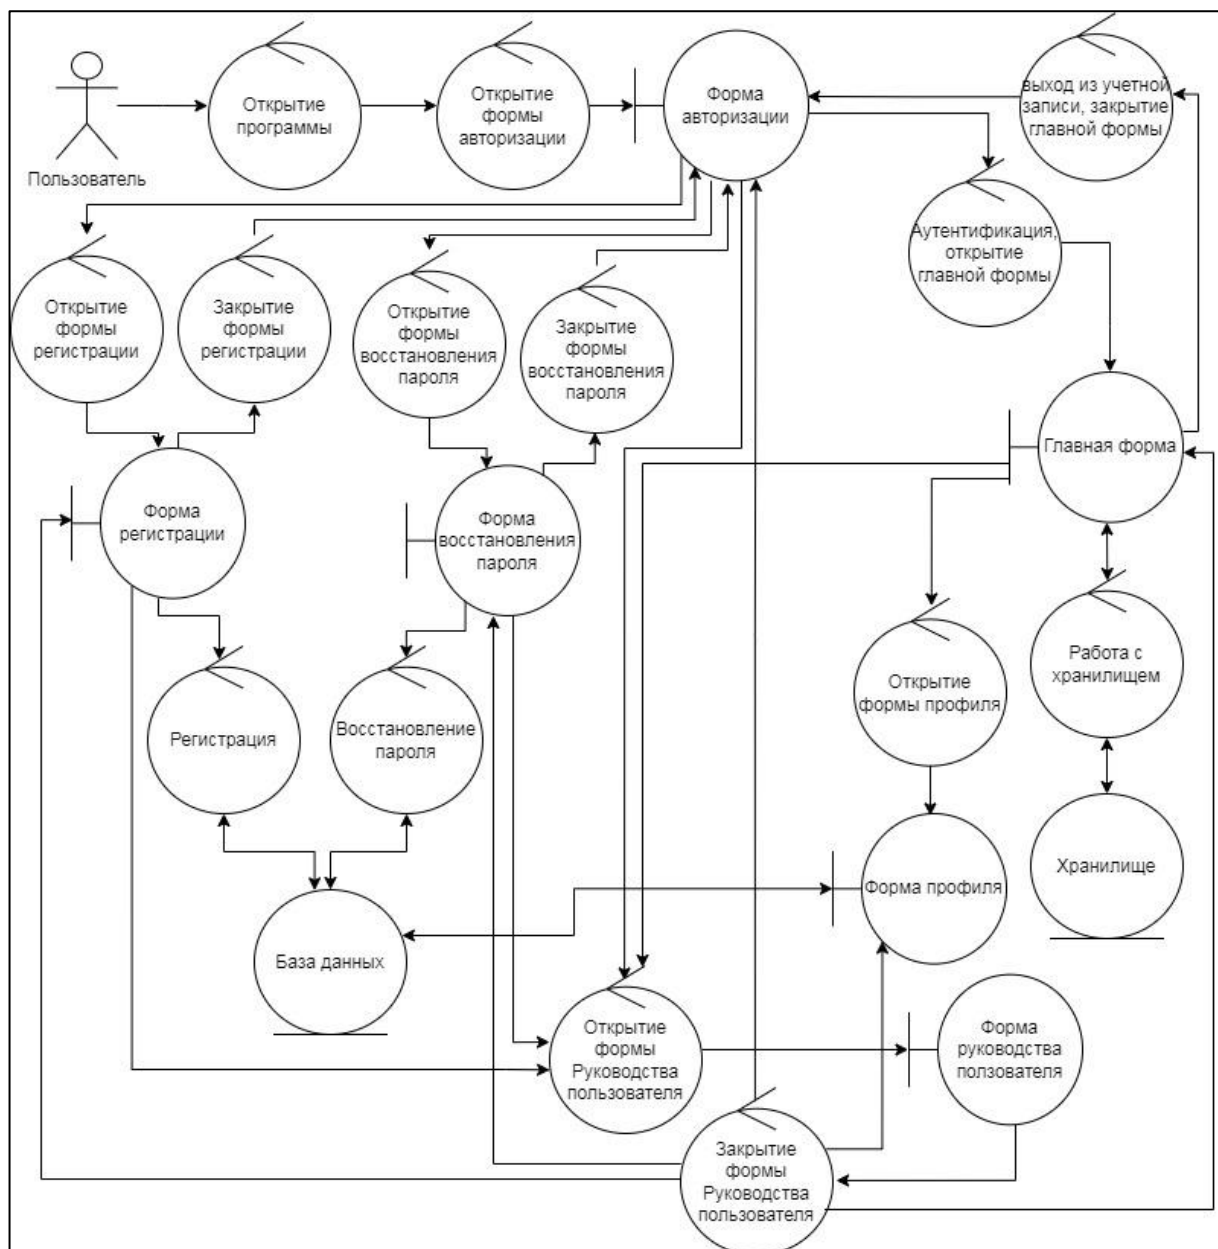 Пользователь
Открытие
программы
Открытие
формы
авторизации
Форма
авторизации
выход из учетной
записи, закрытие
главной формы
Аутентификация,
открытие
главной формы
Открытие
формы
регистрации
Закрытие
формы
регистрации
Открытие
формы
восстановления
пароля
Закрытие
формы
восстановления
пароля
Главная форма
Форма
регистрации
Форма
восстановления
пароля
Регистрация
Восстановление
пароля
Открытие
формы профиля
Работа с
хранилищем
Форма профиля
Хранилище
База данных
Открытие
формы
Руководства
пользователя
Форма
руководства
ползователя
Закрытие
формы
Руководства
пользователя